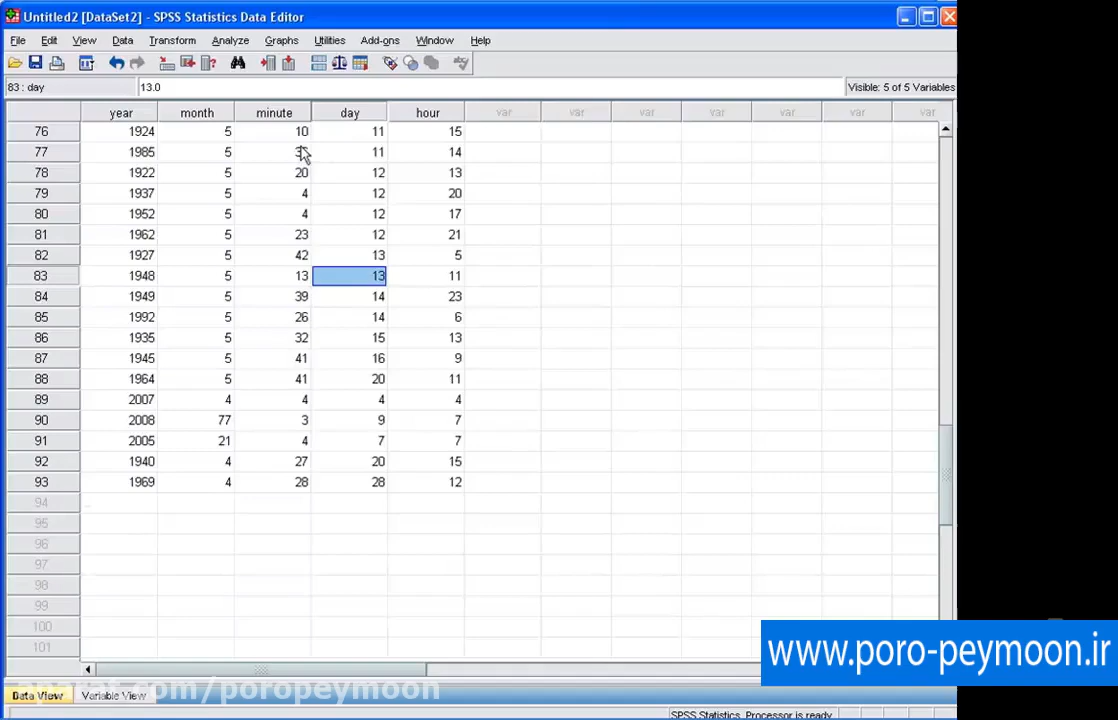 Untitled2 [DataSet2] - SPSS Statistics Data Editor
File Edit View Data Transform Analyze Graphs Utilities Add-ons Window Help
83 : day 13.0 Visible: 5 of 5 Variables
year month minute day hour var var var var var var var
76 1924 5 10 11 15
77 1985 5 11 14
78 1922 5 20 12 13
79 1937 5 4 12 20
80 1952 5 4 12 17
81 1962 5 23 12 21
82 1927 5 42 13 5
83 1948 5 13 13 11
84 1949 5 39 14 23
85 1992 5 26 14 6
86 1935 5 32 15 13
87 1945 5 41 16 9
88 1964 5 41 20 11
89 2007 4 4 4 4
90 2008 77 3 9 7
91 2005 21 4 7 7
92 1940 4 27 20 15
93 1969 4 28 28 12
94
95
96
97
98
99
100
101
www.poro-peymoon.ir
aparat.com/poropeymoon
Data View Variable View
SPSS Statistics Processor is ready